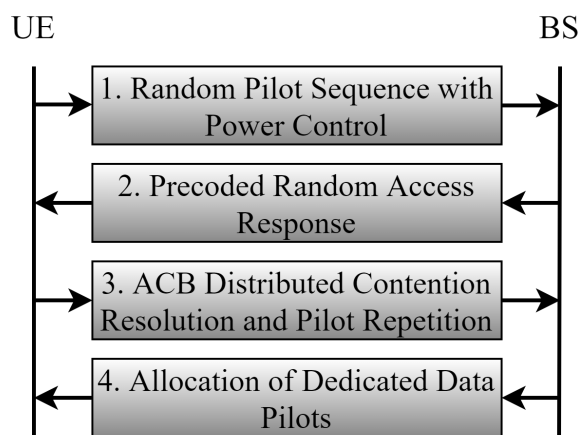 UE
BS
1. Random Pilot Sequence with
Power Control
2. Precoded Random Access
Response
3. ACB Distributed Contention
Resolution and Pilot Repetition
4. Allocation of Dedicated Data
Pilots